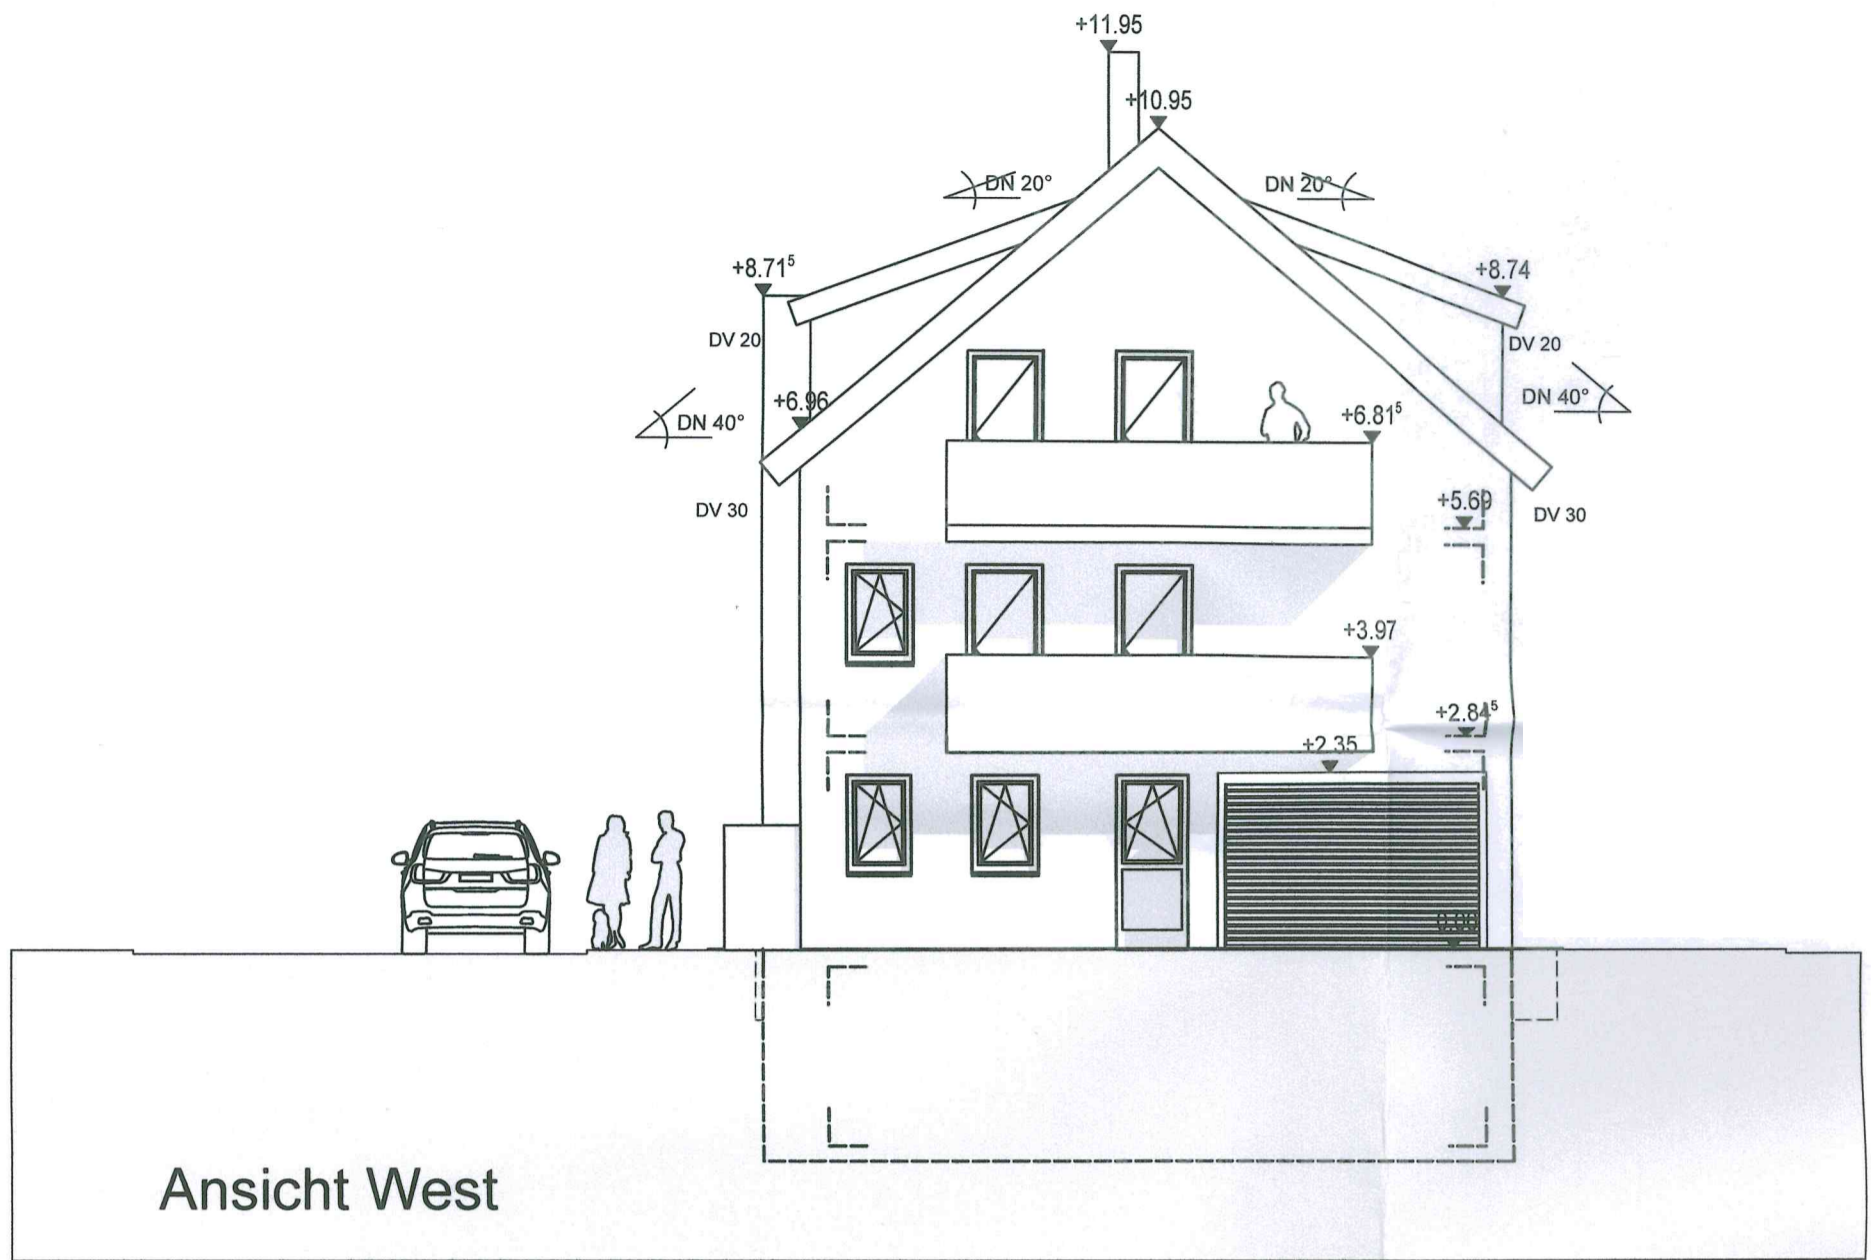 +11.95
+10.95
DN 20° DN 20°
+8.71⁵ +8.74
DV 20 DV 20
+6.96 DN 40°
DN 40° +6.81⁵
+5.69
DV 30 DV 30
+3.97
+2.84⁵
+2.35
0.00
Ansicht West